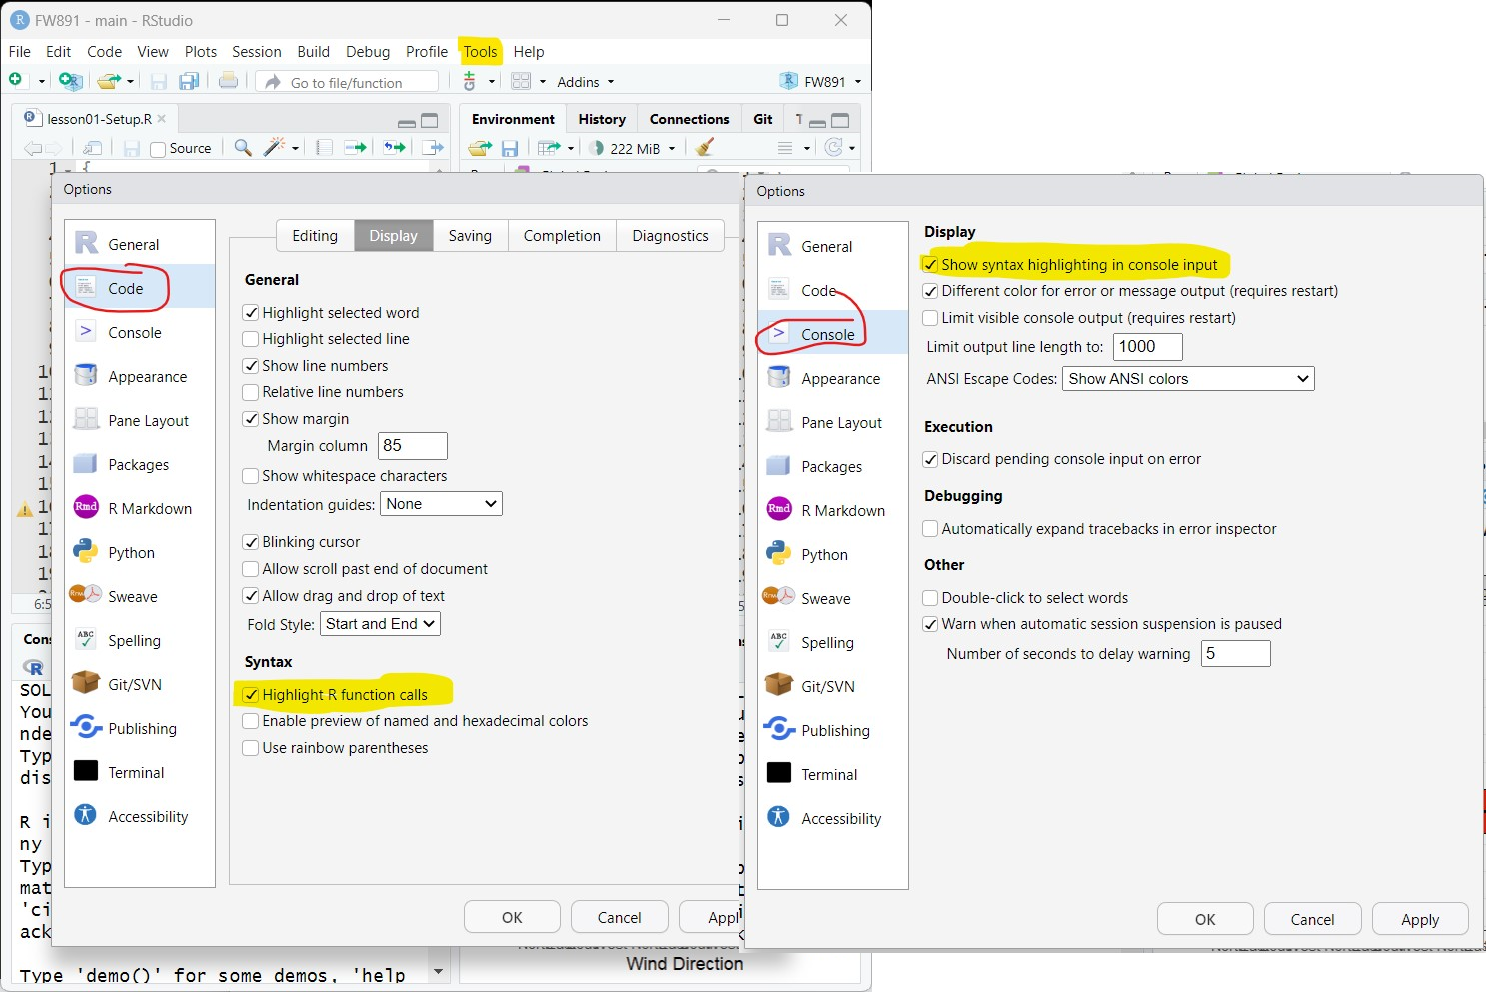 FW891 - main - RStudio
File Edit Code View Plots Session Build Debug Profile Tools Help
Go to file/function Addins FW891
lesson01-Setup.R
Source
Environment History Connections Git T
222 MiB
1 {
Options
General
Code
Console
Appearance
Pane Layout
Packages
R Markdown
Python
Sweave
Spelling
Git/SVN
Publishing
Terminal
Accessibility
Editing Display Saving Completion Diagnostics
General
Highlight selected word
Highlight selected line
Show line numbers
Relative line numbers
Show margin
Margin column 85
Show whitespace characters
Indentation guides: None
Blinking cursor
Allow scroll past end of document
Allow drag and drop of text
Fold Style: Start and End
Syntax
Highlight R function calls
Enable preview of named and hexadecimal colors
Use rainbow parentheses
OK Cancel Appl
Options
General
Code
Console
Appearance
Pane Layout
Packages
R Markdown
Python
Sweave
Spelling
Git/SVN
Publishing
Terminal
Accessibility
Display
Show syntax highlighting in console input
Different color for error or message output (requires restart)
Limit visible console output (requires restart)
Limit output line length to: 1000
ANSI Escape Codes: Show ANSI colors
Execution
Discard pending console input on error
Debugging
Automatically expand tracebacks in error inspector
Other
Double-click to select words
Warn when automatic session suspension is paused
Number of seconds to delay warning 5
OK Cancel Apply
6:5
Cons
SOL
You
nde
Typ
dis
R i
ny
Typ
mat
'ci
ack
Type 'demo()' for some demos, 'help
Wind Direction